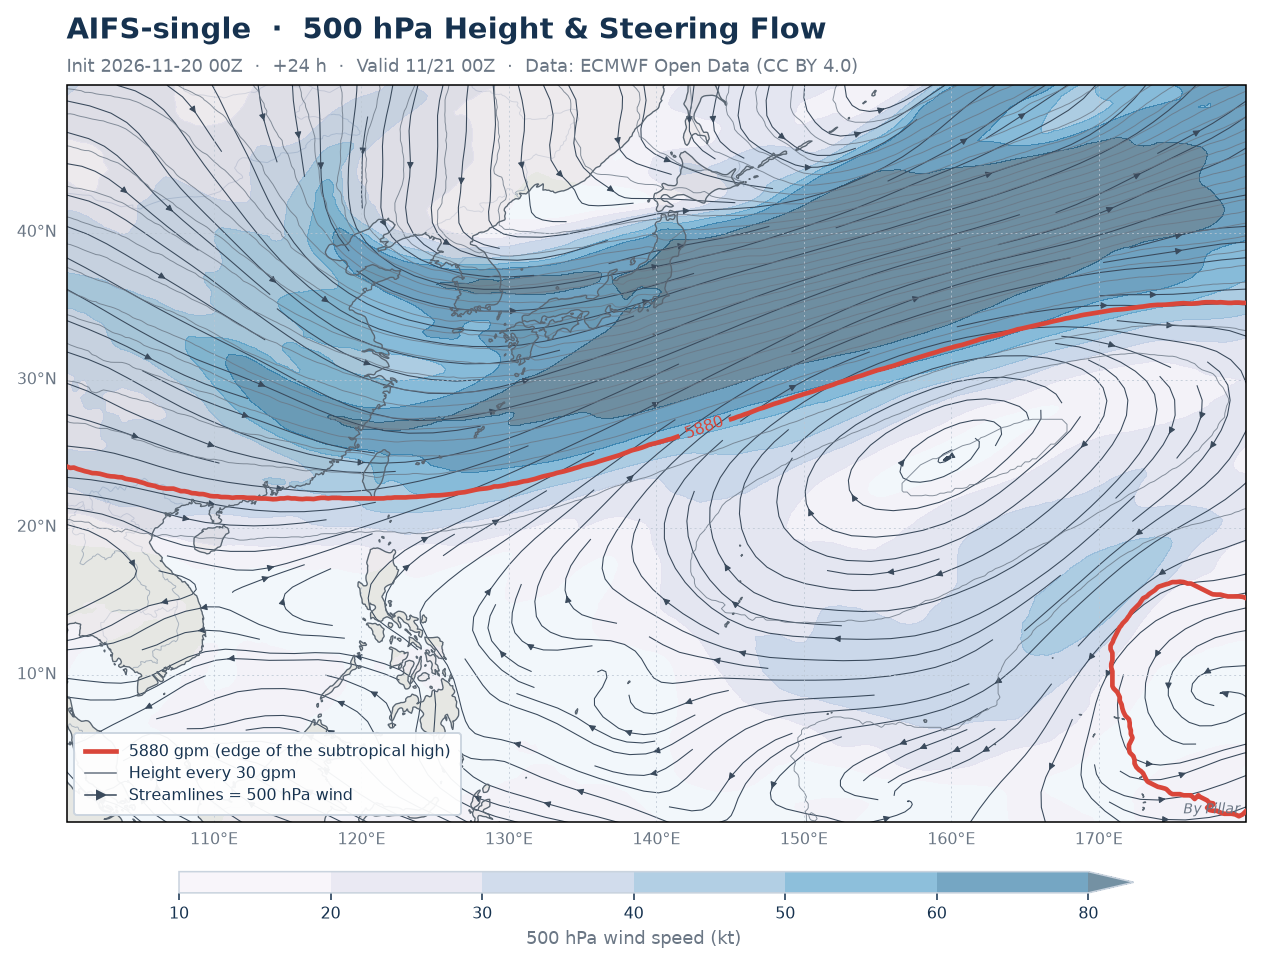 AIFS-single · 500 hPa Height & Steering Flow
Init 2026-11-20 00Z · +24 h · Valid 11/21 00Z · Data: ECMWF Open Data (CC BY 4.0)
40°N
30°N
20°N
10°N
5880
5880 gpm (edge of the subtropical high)
Height every 30 gpm
Streamlines = 500 hPa wind
By
110°E 120°E 130°E 140°E 150°E 160°E 170°E
10 20 30 40 50 60 80
500 hPa wind speed (kt)